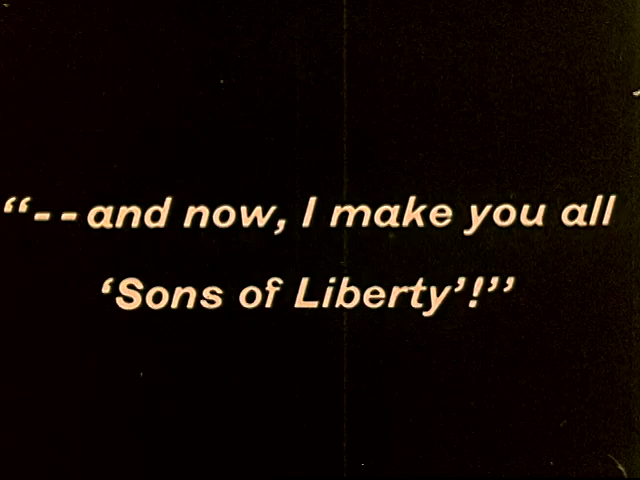 “--and now, I make you all
‘Sons of Liberty’!”